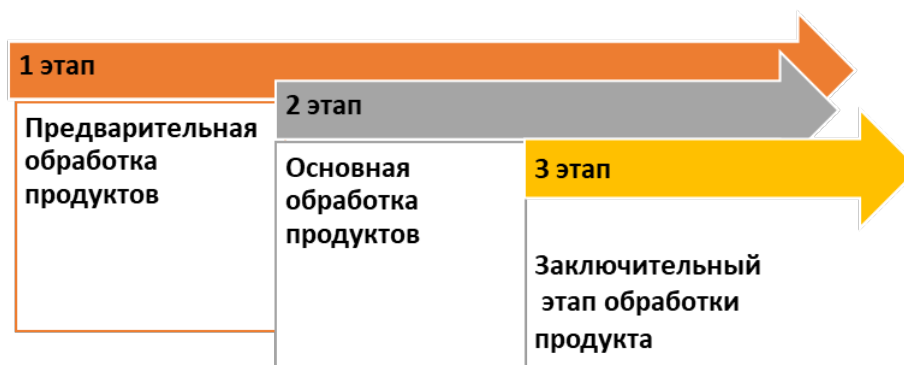 1 этап
Предварительная
обработка
продуктов
2 этап
Основная
обработка
продуктов
3 этап
Заключительный
этап обработки
продукта